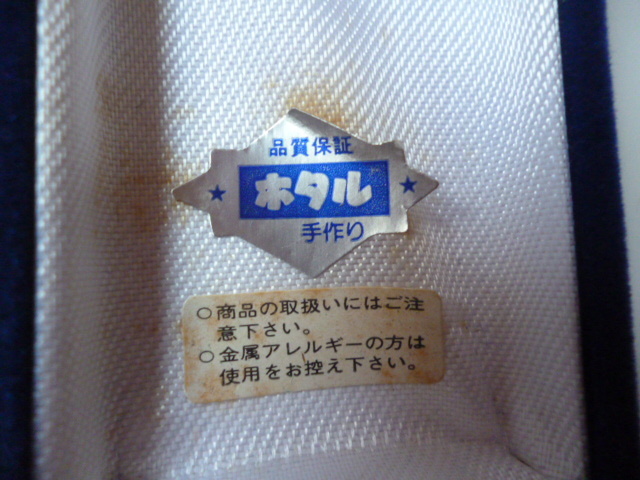 品質保証
★ ホタル ★
手作り
○商品の取扱いにはご注
意下さい。
○金属アレルギーの方は
使用をお控え下さい。